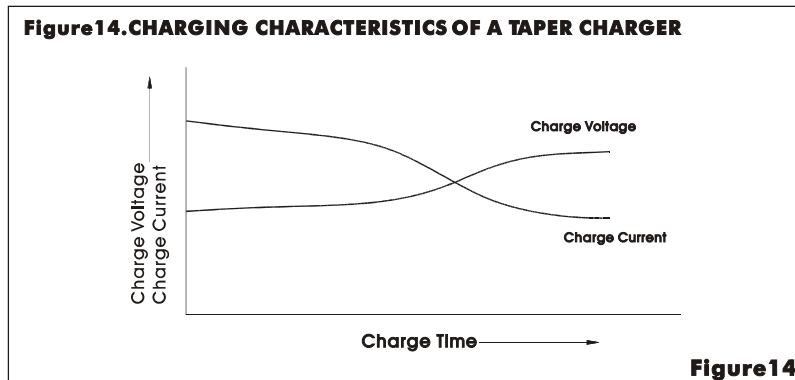 Figure14.CHARGING CHARACTERISTICS OF A TAPER CHARGER
Charge Voltage
Charge Voltage
Charge Current
Charge Current
Charge Time
Figure14